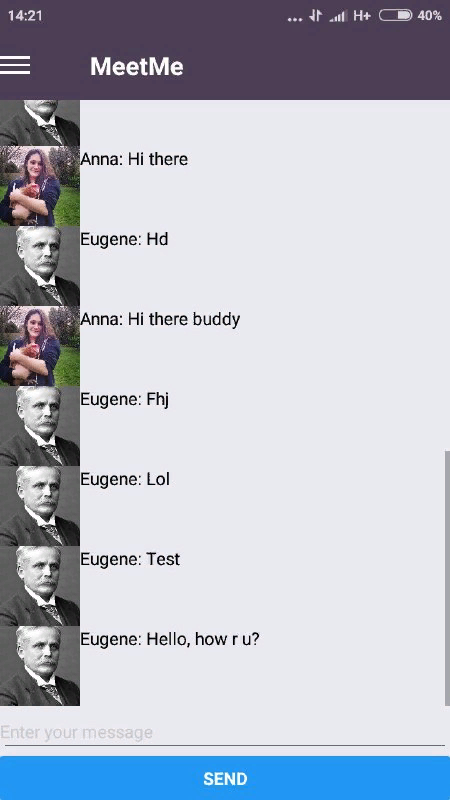 14:21 ... H+ 40%
MeetMe
Anna: Hi there
Eugene: Hd
Anna: Hi there buddy
Eugene: Fhj
Eugene: Lol
Eugene: Test
Eugene: Hello, how r u?
Enter your message
SEND